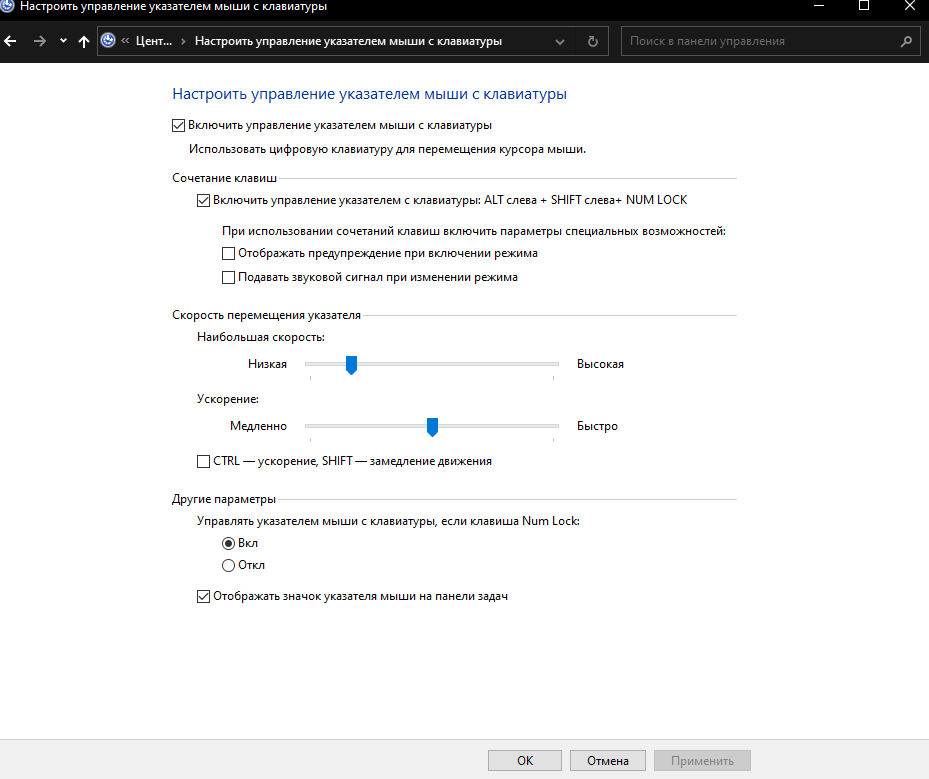 Настроить управление указателем мыши с клавиатуры
« Цент... › Настроить управление указателем мыши с клавиатуры
Поиск в панели управления
Настроить управление указателем мыши с клавиатуры
Включить управление указателем мыши с клавиатуры
Использовать цифровую клавиатуру для перемещения курсора мыши.
Сочетание клавиш
Включить управление указателем с клавиатуры: ALT слева + SHIFT слева+ NUM LOCK
При использовании сочетаний клавиш включить параметры специальных возможностей:
Отображать предупреждение при включении режима
Подавать звуковой сигнал при изменении режима
Скорость перемещения указателя
Наибольшая скорость:
Низкая Высокая
Ускорение:
Медленно Быстро
CTRL — ускорение, SHIFT — замедление движения
Другие параметры
Управлять указателем мыши с клавиатуры, если клавиша Num Lock:
Вкл
Откл
Отображать значок указателя мыши на панели задач
ОК Отмена Применить